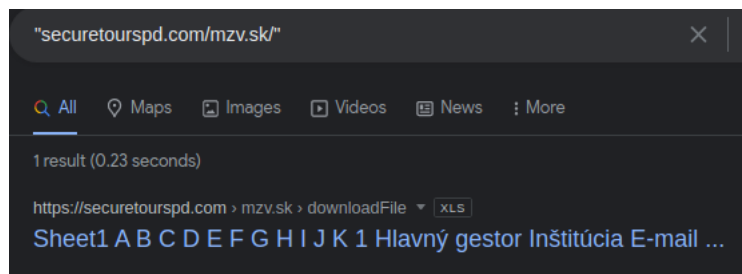 "securetourspd.com/mzv.sk/"
All Maps Images Videos News More
1 result (0.23 seconds)
https://securetourspd.com › mzv.sk › downloadFile XLS
Sheet1 A B C D E F G H I J K 1 Hlavný gestor Inštitúcia E-mail ...